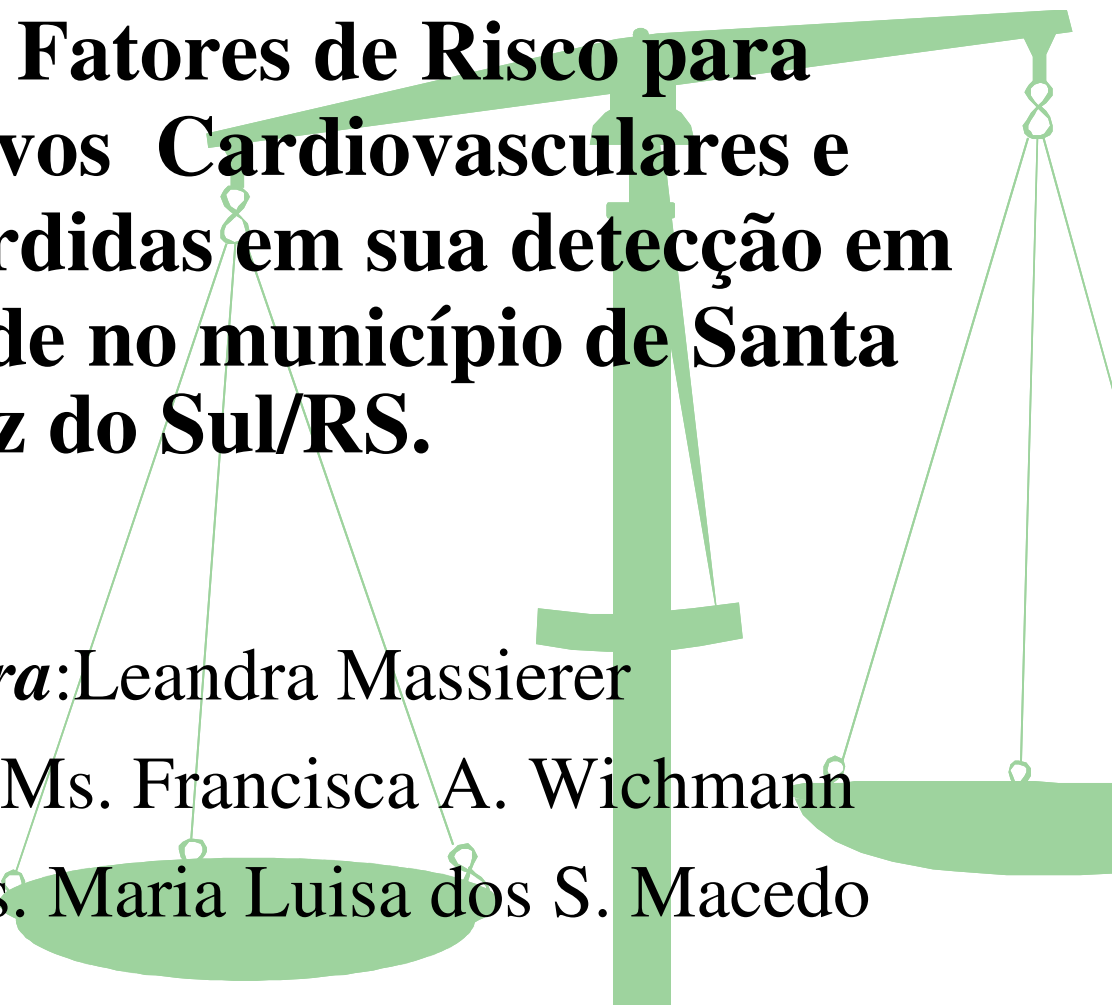 Fatores de Risco para
vos Cardiovasculares e
rdidas em sua detecção em
de no município de Santa
z do Sul/RS.
ra:Leandra Massierer
Ms. Francisca A. Wichmann
s. Maria Luisa dos S. Macedo